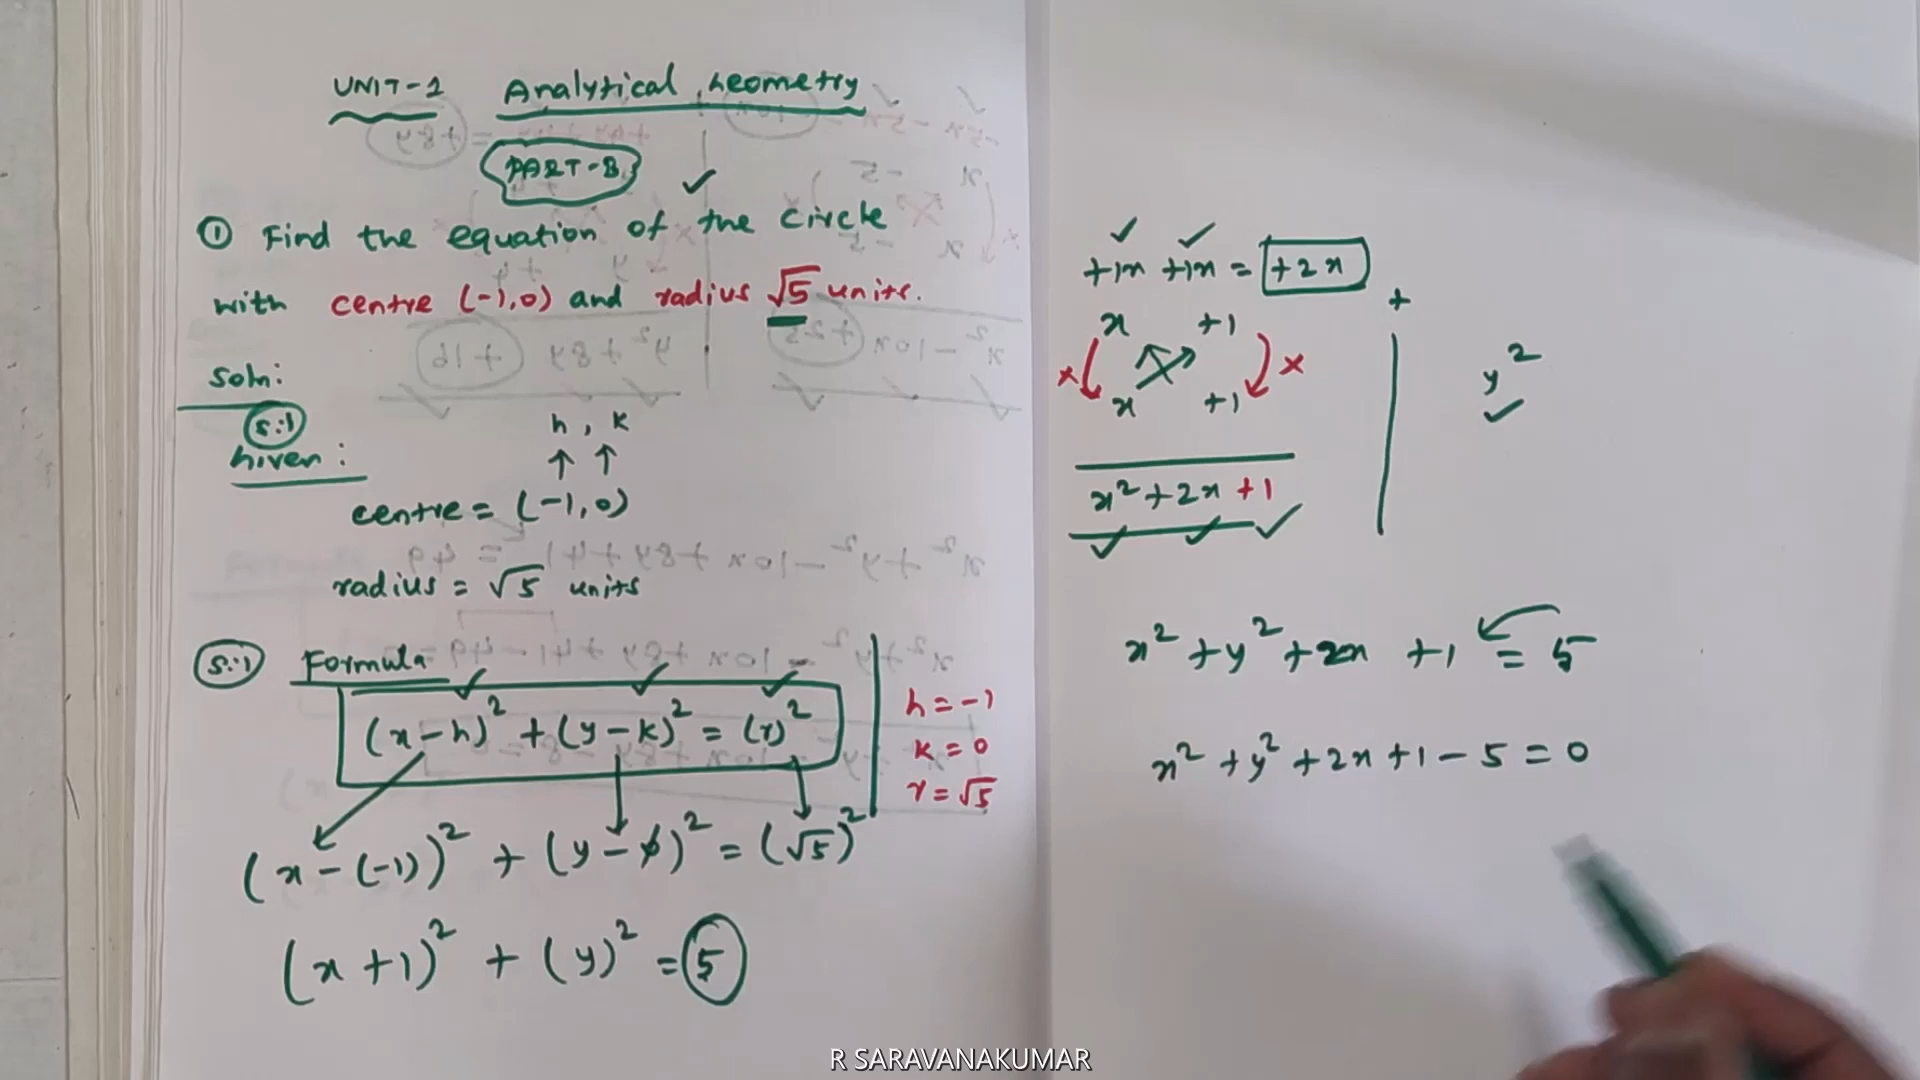 UNIT-1 Analytical Geometry
PART-B
① Find the equation of the circle
with centre (-1,0) and radius √5 units.
Soln:
S:1
Given:
h, k
centre = (-1,0)
radius = √5 units
S:1 Formula
(x-h)² + (y-k)² = (r)²
h = -1
k = 0
r = √5
(x-(-1))² + (y-0)² = (√5)²
(x+1)² + (y)² = 5
+1x +1x = +2x
+
x +1
x x
x +1
y²
x²+2x+1
x² + y² + 2x + 1 = 5
x² + y² + 2x + 1 - 5 = 0
R SARAVANAKUMAR